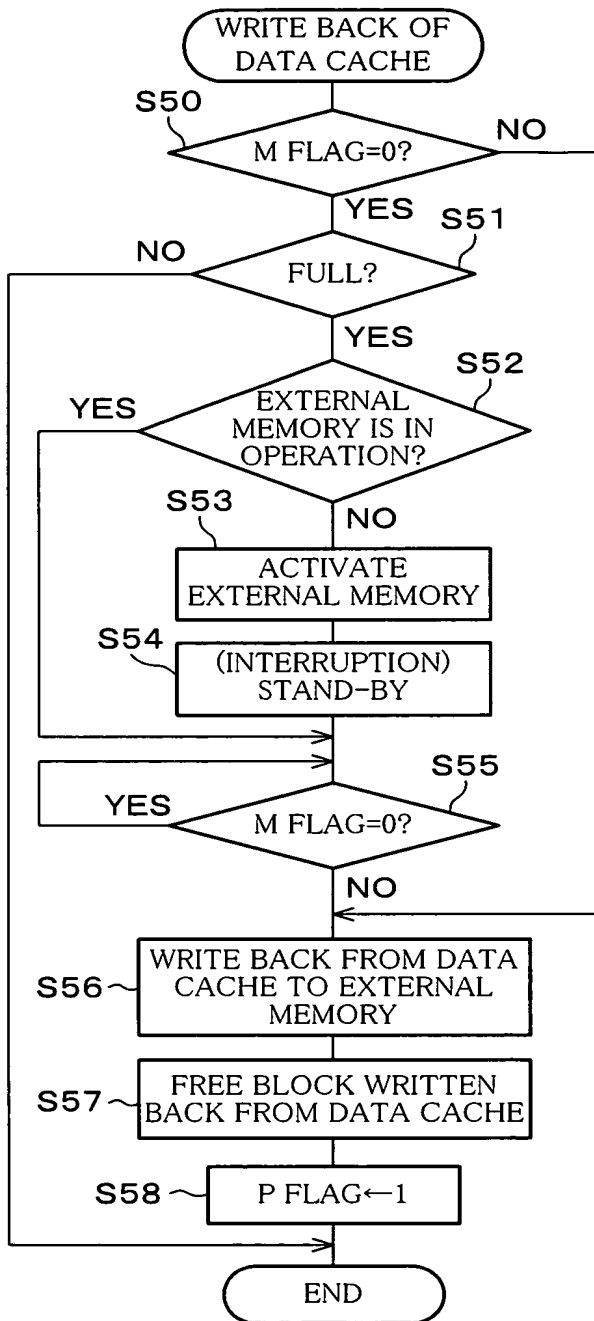 WRITE BACK OF
DATA CACHE
S50
NO
M FLAG=0?
YES
S51
NO
FULL?
YES
S52
YES
EXTERNAL
MEMORY IS IN
OPERATION?
S53
NO
ACTIVATE
EXTERNAL MEMORY
S54
(INTERRUPTION)
STAND-BY
S55
YES
M FLAG=0?
NO
S56
WRITE BACK FROM DATA
CACHE TO EXTERNAL
MEMORY
S57
FREE BLOCK WRITTEN
BACK FROM DATA CACHE
S58
P FLAG←1
END